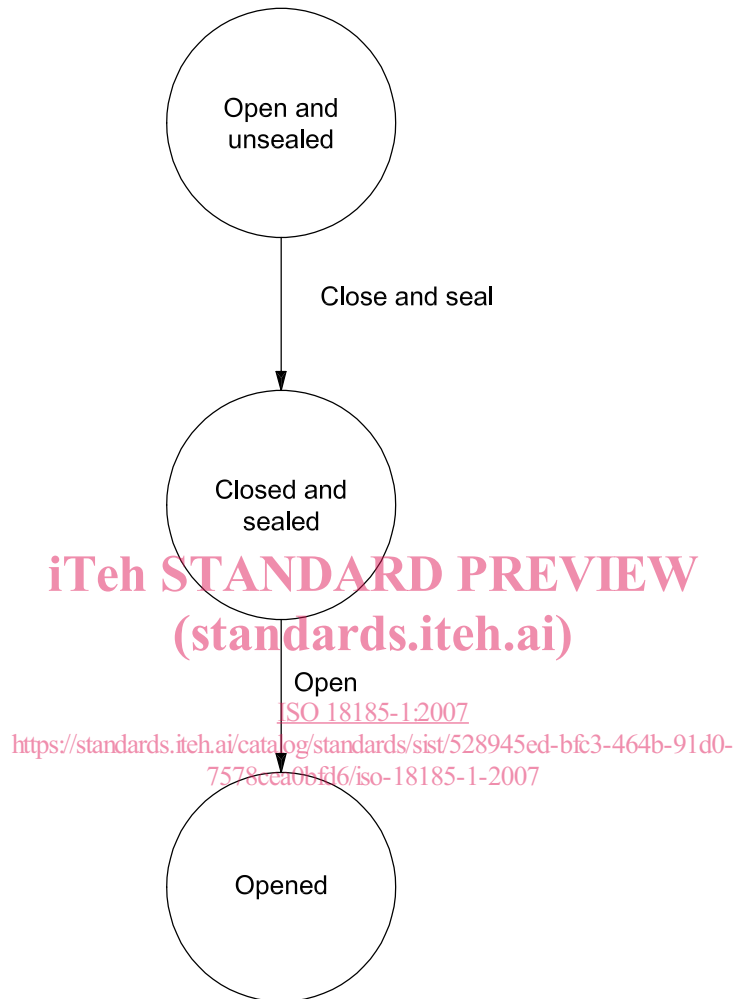 Open and
unsealed
Close and seal
Closed and
sealed
iTeh STANDARD PREVIEW
(standards.iteh.ai)
Open
ISO 18185-1:2007
https://standards.iteh.ai/catalog/standards/sist/528945ed-bfc3-464b-91d0-
7578cea0bfd6/iso-18185-1-2007
Opened